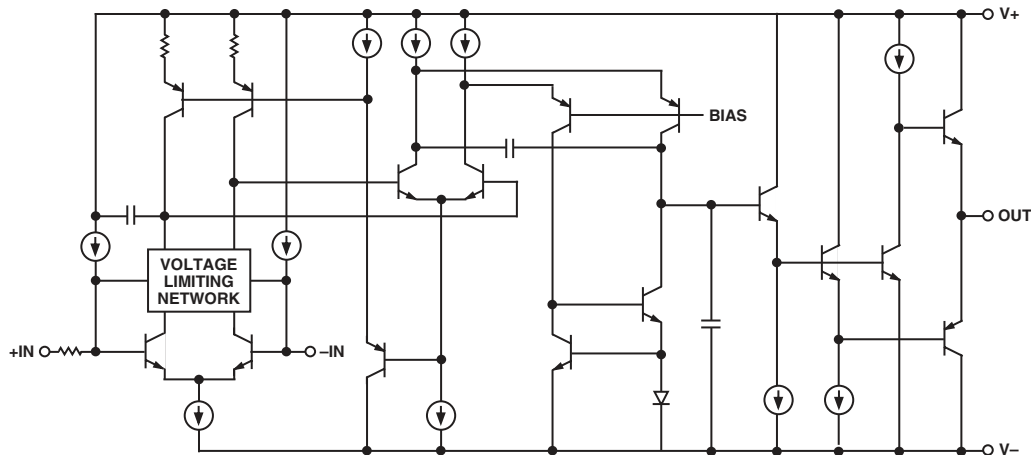 V+
BIAS
OUT
VOLTAGE
LIMITING
NETWORK
+IN
–IN
V–